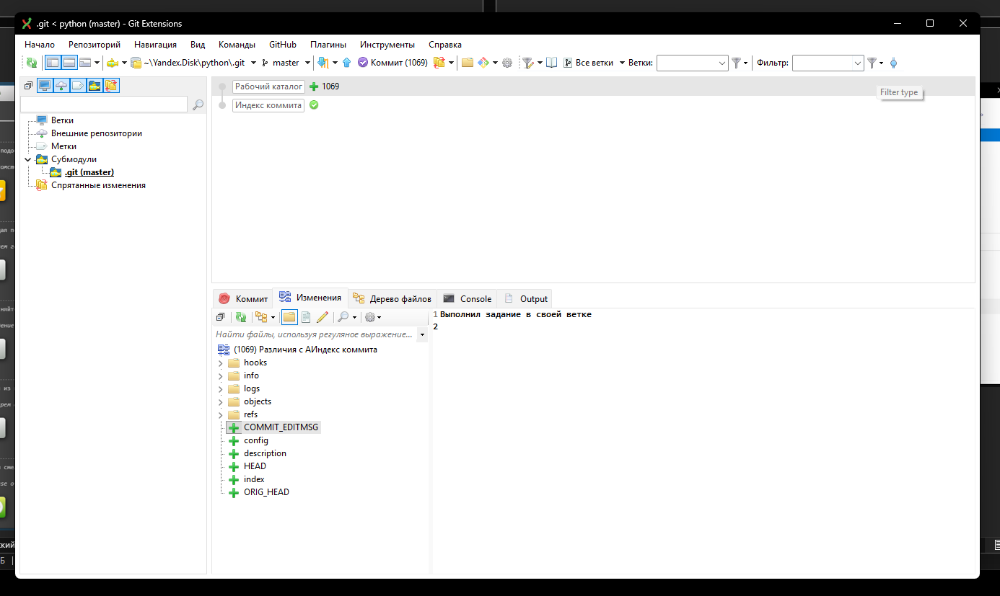 .git < python (master) - Git Extensions
Начало Репозиторий Навигация Вид Команды GitHub Плагины Инструменты Справка
~\Yandex.Disk\python\.git master Коммит (1069) Все ветки Ветки: Фильтр:
Рабочий каталог 1069
Filter type
Индекс коммита
Ветки
Внешние репозитории
Метки
Субмодули
.git (master)
Спрятанные изменения
Коммит Изменения Дерево файлов Console Output
Найти файлы, используя регуляное выражение...
(1069) Различия с АИндекс коммита
hooks
info
logs
objects
refs
COMMIT_EDITMSG
config
description
HEAD
index
ORIG_HEAD
1 Выполнил задание в своей ветке
2